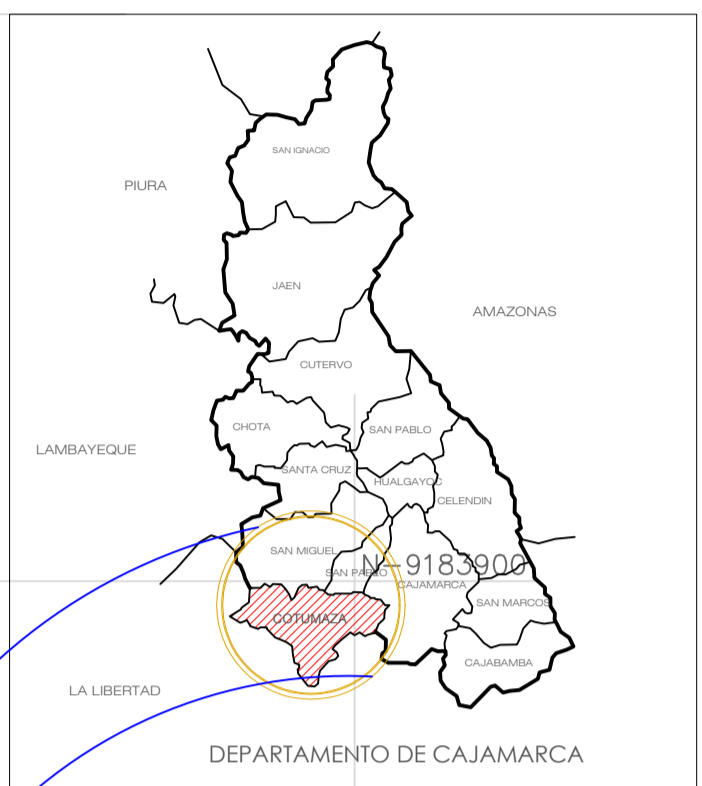 SAN IGNACIO
PIURA
JAEN
AMAZONAS
CUTERVO
CHOTA
SAN PABLO
LAMBAYEQUE
SANTA CRUZ
HUALGAYOC
CELENDIN
SAN MIGUEL
N-9183900
SAN PABLO
CAJAMARCA
SAN MARCOS
COTUMAZA
CAJABAMBA
LA LIBERTAD
DEPARTAMENTO DE CAJAMARCA